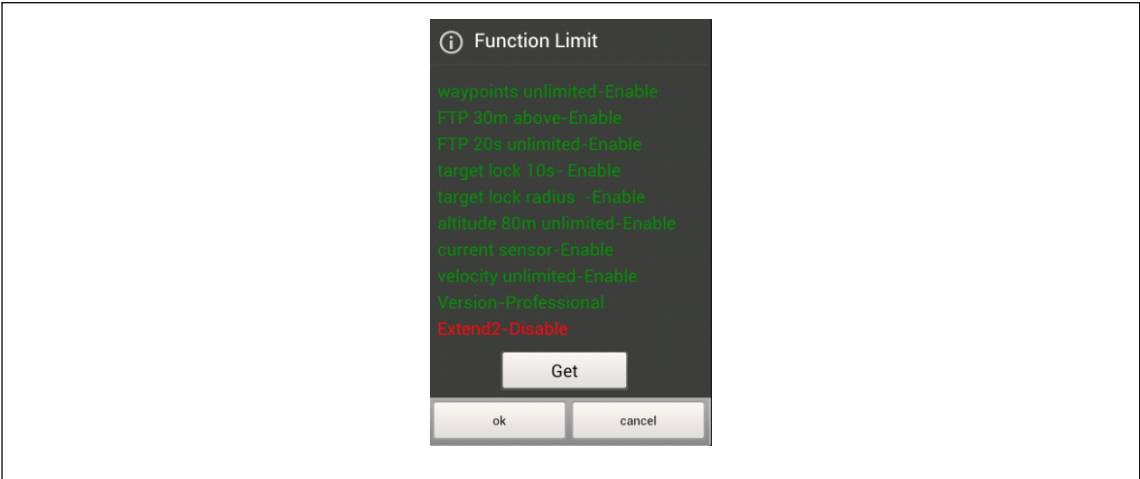 Function Limit
waypoints unlimited-Enable
FTP 30m above-Enable
FTP 20s unlimited-Enable
target lock 10s- Enable
target lock radius -Enable
altitude 80m unlimited-Enable
current sensor-Enable
velocity unlimited-Enable
Version-Professional
Extend2-Disable
Get
ok cancel